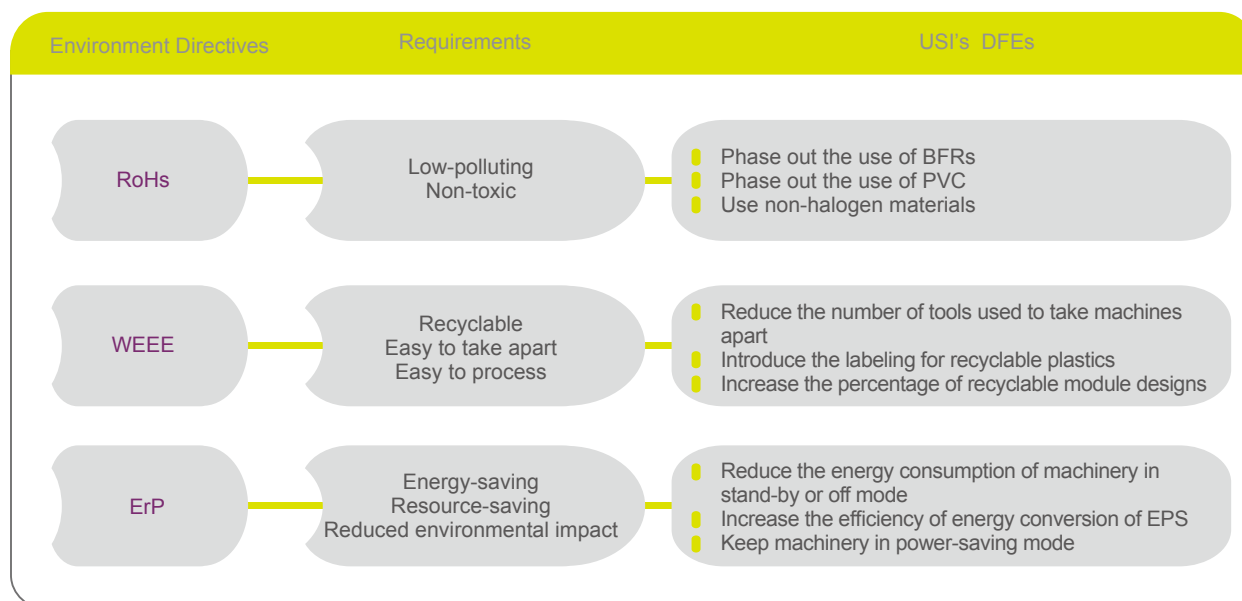 Environment Directives
Requirements
USI's DFEs
RoHs
Low-polluting
Non-toxic
Phase out the use of BFRs
Phase out the use of PVC
Use non-halogen materials
WEEE
Recyclable
Easy to take apart
Easy to process
Reduce the number of tools used to take machines
apart
Introduce the labeling for recyclable plastics
Increase the percentage of recyclable module designs
ErP
Energy-saving
Resource-saving
Reduced environmental impact
Reduce the energy consumption of machinery in
stand-by or off mode
Increase the efficiency of energy conversion of EPS
Keep machinery in power-saving mode